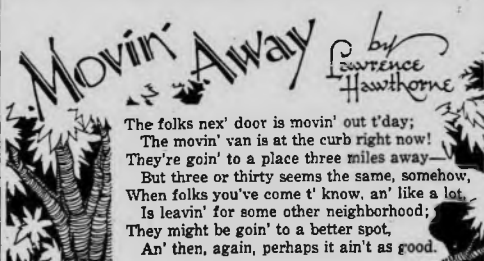 Movin' Away
by
Lawrence
Hawthorne
The folks nex' door is movin' out t'day;
The movin' van is at the curb right now!
They're goin' to a place three miles away—
But three or thirty seems the same, somehow,
When folks you've come t' know, an' like a lot,
Is leavin' for some other neighborhood;
They might be goin' to a better spot,
An' then, again, perhaps it ain't as good.